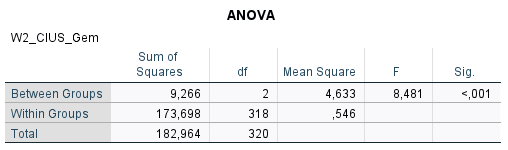 ANOVA
W2_CIUS_Gem
Sum of Squares df Mean Square F Sig.
Between Groups 9,266 2 4,633 8,481 <,001
Within Groups 173,698 318 ,546
Total 182,964 320